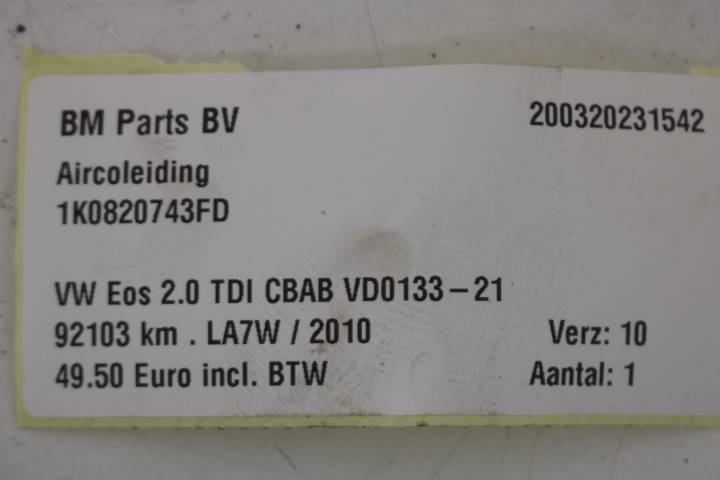 BM Parts BV 200320231542
Aircoleiding
1K0820743FD
VW Eos 2.0 TDI CBAB VD0133-21
92103 km . LA7W / 2010 Verz: 10
49.50 Euro incl. BTW Aantal: 1